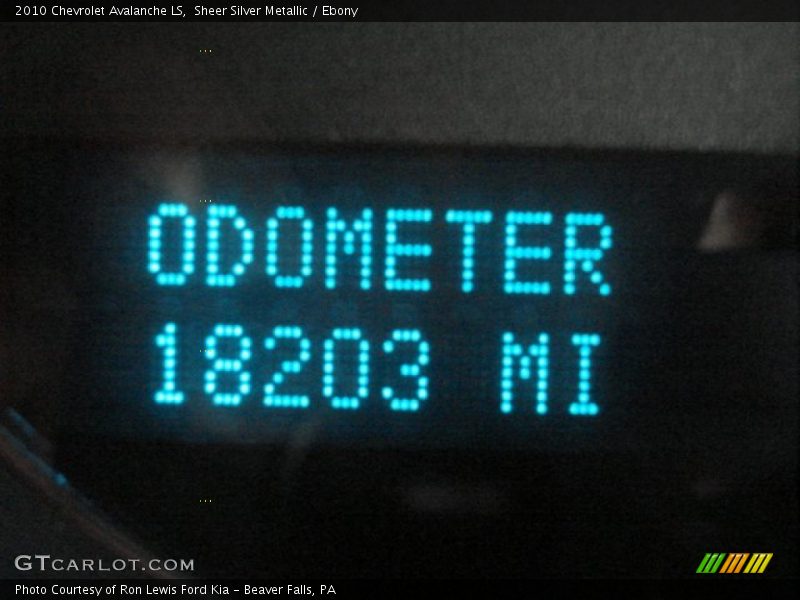 2010 Chevrolet Avalanche LS,  Sheer Silver Metallic / Ebony
ODOMETER
18203 MI
GTCARLOT.COM
Photo Courtesy of Ron Lewis Ford Kia - Beaver Falls, PA